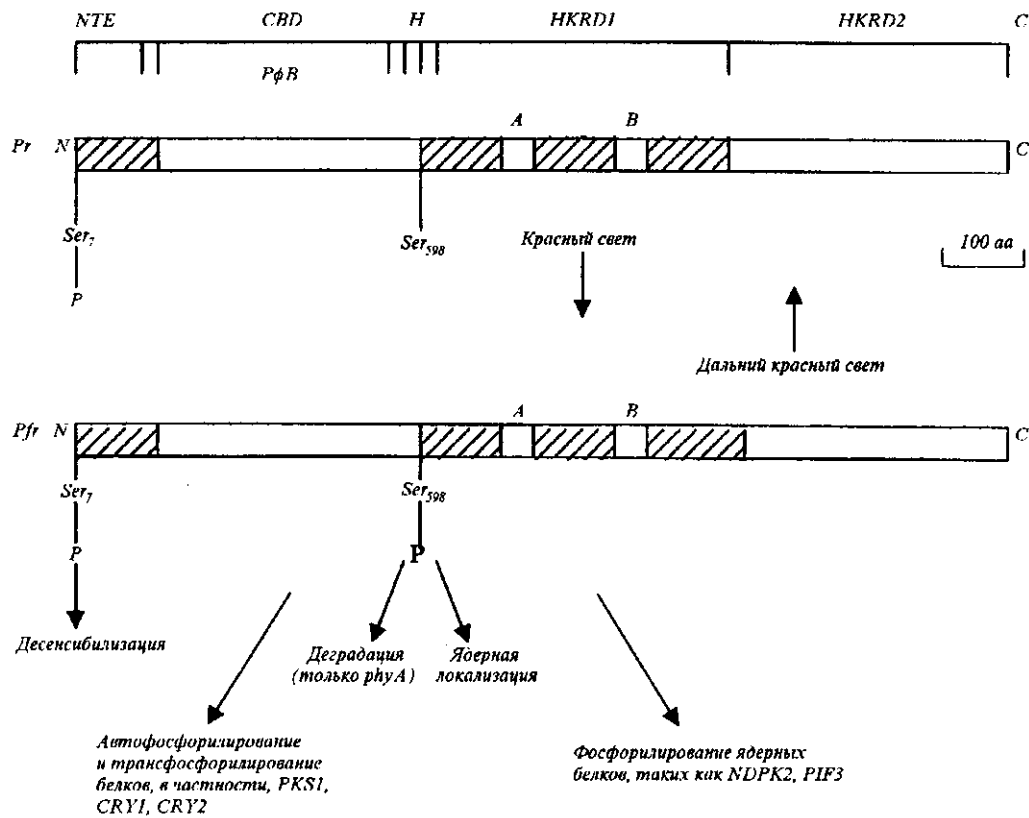 NTE CBD H HKRD1 HKRD2 C
PϕB
A B
Pr N C
Ser7 Ser598 Красный свет 100 aa
P
Дальний красный свет
A B
Pfr N C
Ser7 Ser598
P P
Десенсибилизация
Деградация
(только phyA)
Ядерная
локализация
Автофосфорилирование
и трансфосфорилирование
белков, в частности, PKS1,
CRY1, CRY2
Фосфорилирование ядерных
белков, таких как NDPK2, PIF3